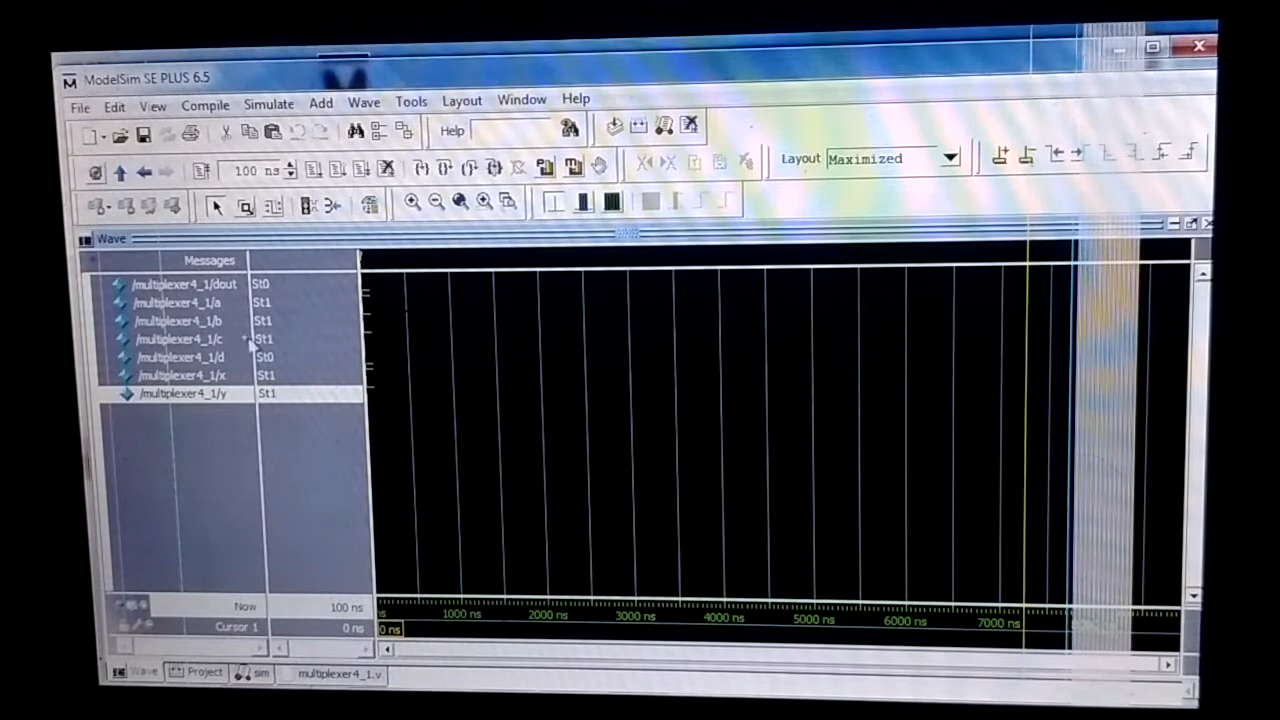 ModelSim SE PLUS 6.5
File Edit View Compile Simulate Add Wave Tools Layout Window Help
Help
100 ns
Layout Maximized
Wave
Messages
/multiplexer4_1/dout St0
/multiplexer4_1/a St1
/multiplexer4_1/b St1
/multiplexer4_1/c St1
/multiplexer4_1/d St0
/multiplexer4_1/x St1
/multiplexer4_1/y St1
Now 100 ns
ns 1000 ns 2000 ns 3000 ns 4000 ns 5000 ns 6000 ns 7000 ns
Cursor 1 0 ns
0 ns
Wave Project sim multiplexer4_1.v